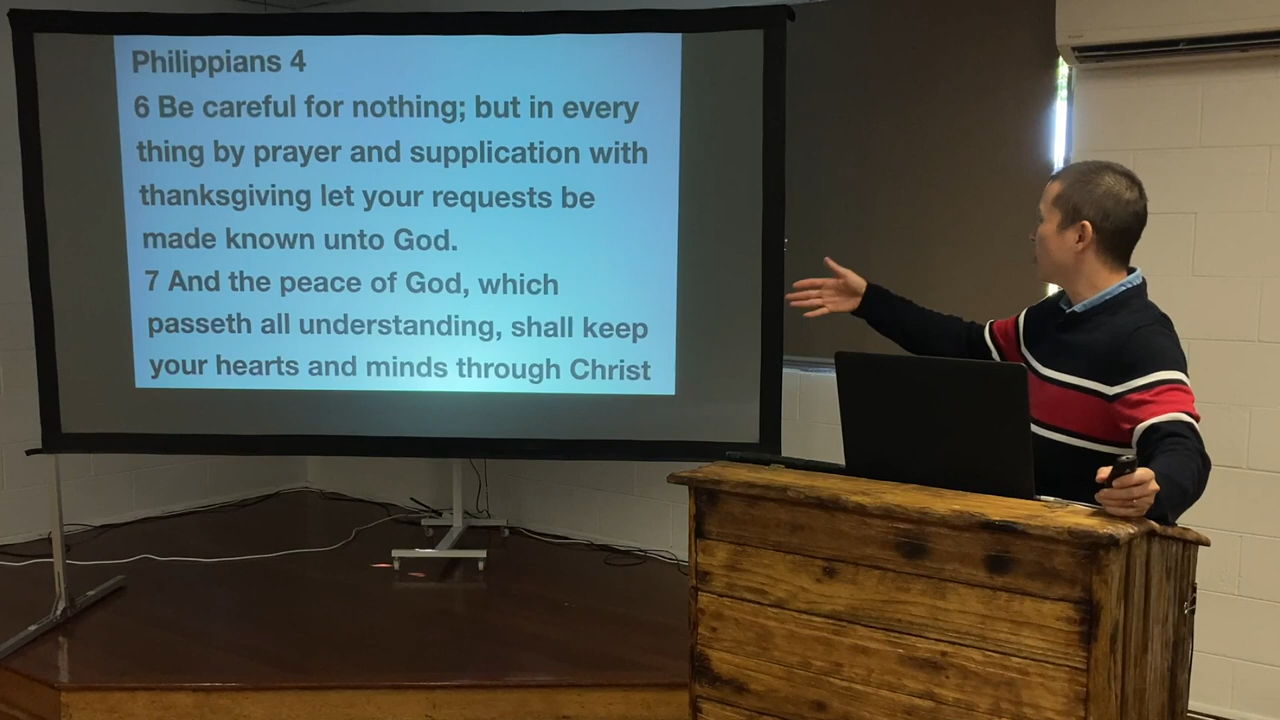 Philippians 4
6 Be careful for nothing; but in every
thing by prayer and supplication with
thanksgiving let your requests be
made known unto God.
7 And the peace of God, which
passeth all understanding, shall keep
your hearts and minds through Christ